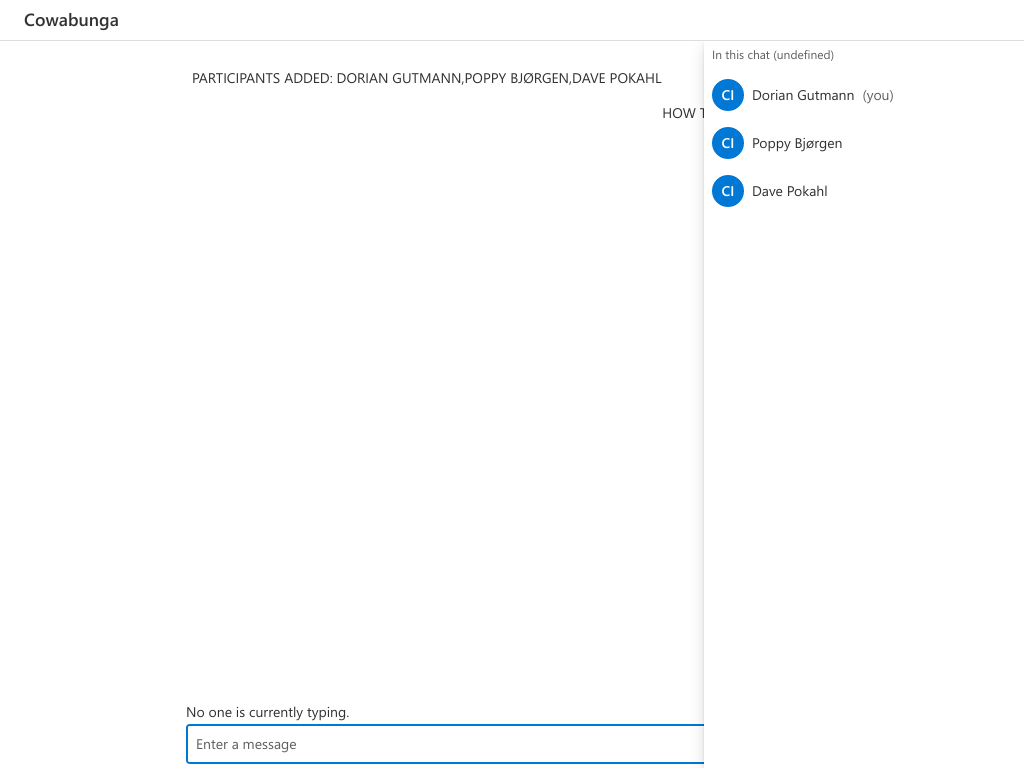 Cowabunga
PARTICIPANTS ADDED: DORIAN GUTMANN,POPPY BJØRGEN,DAVE POKAHL
HOW
In this chat (undefined)
CI Dorian Gutmann (you)
CI Poppy Bjørgen
CI Dave Pokahl
No one is currently typing.
Enter a message